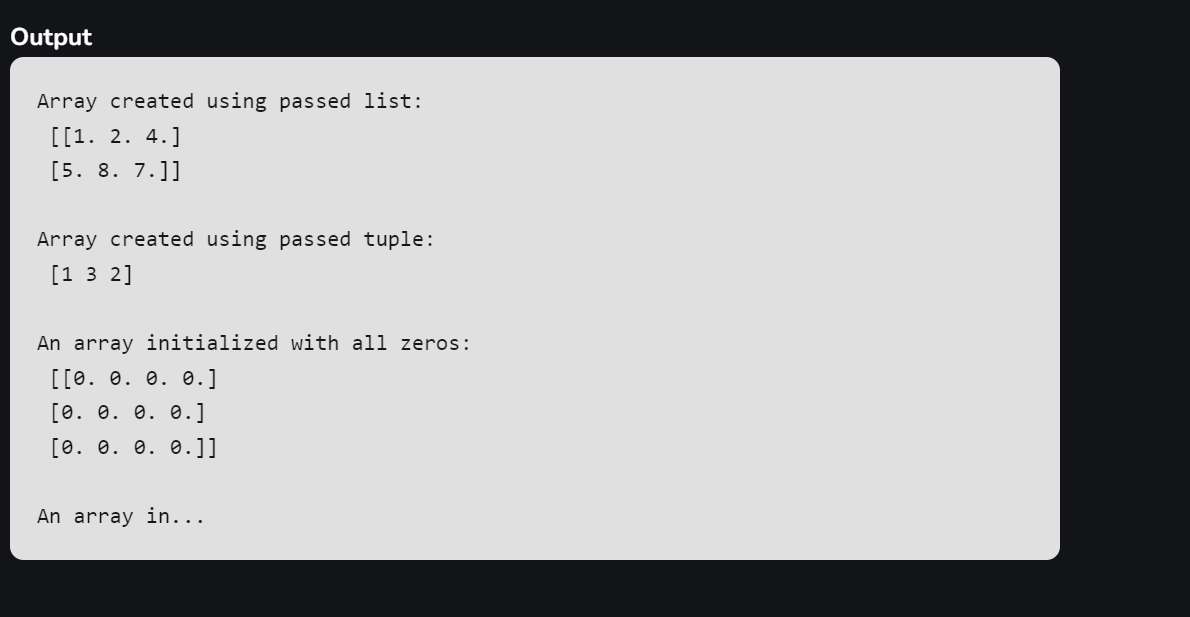 Output
Array created using passed list:
[[1. 2. 4.]
[5. 8. 7.]]
Array created using passed tuple:
[1 3 2]
An array initialized with all zeros:
[[0. 0. 0. 0.]
[0. 0. 0. 0.]
[0. 0. 0. 0.]]
An array in...